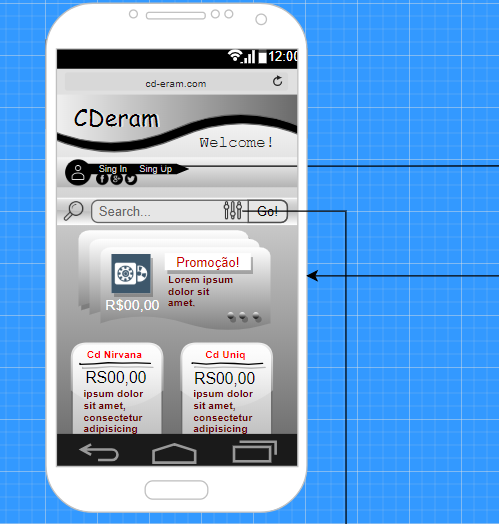 12:00
cd-eram.com
CDeram
Welcome!
Sing In Sing Up
Search... Go!
Promoção!
Lorem ipsum
dolor sit
amet.
R$00,00
Cd Nirvana
RS00,00
ipsum dolor
sit amet,
consectetur
adipisicing
Cd Uniq
RS00,00
ipsum dolor
sit amet,
consectetur
adipisicing